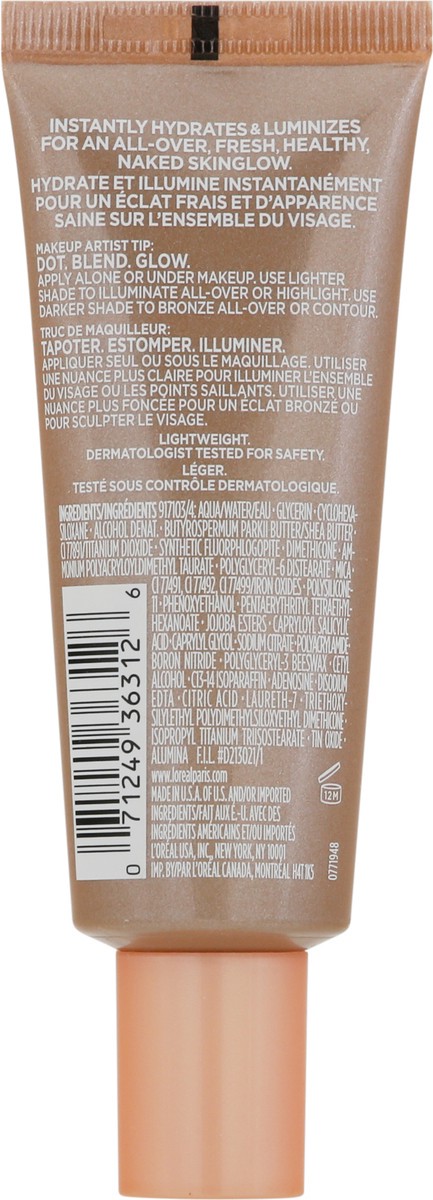 INSTANTLY HYDRATES & LUMINIZES
FOR AN ALL-OVER, FRESH, HEALTHY,
NAKED SKINGLOW.
HYDRATE ET ILLUMINE INSTANTANÉMENT
POUR UN ÉCLAT FRAIS ET D'APPARENCE
SAINE SUR L'ENSEMBLE DU VISAGE.
MAKEUP ARTIST TIP:
DOT. BLEND. GLOW.
APPLY ALONE OR UNDER MAKEUP. USE LIGHTER
SHADE TO ILLUMINATE ALL-OVER OR HIGHLIGHT. USE
DARKER SHADE TO BRONZE ALL-OVER OR CONTOUR.
TRUC DE MAQUILLEUR:
TAPOTER. ESTOMPER. ILLUMINER.
APPLIQUER SEUL OU SOUS LE MAQUILLAGE. UTILISER
UNE NUANCE PLUS CLAIRE POUR ILLUMINER L'ENSEMBLE
DU VISAGE OU LES POINTS SAILLANTS. UTILISER UNE
NUANCE PLUS FONCÉE POUR UN ÉCLAT BRONZÉ OU
POUR SCULPTER LE VISAGE.
LIGHTWEIGHT.
DERMATOLOGIST TESTED FOR SAFETY.
LÉGER.
TESTÉ SOUS CONTRÔLE DERMATOLOGIQUE.
INGREDIENTS/INGRÉDIENTS 917103/4: AQUA/WATER/EAU • GLYCERIN • CYCLOHEXA-
SILOXANE • ALCOHOL DENAT. • BUTYROSPERMUM PARKII BUTTER/SHEA BUTTER •
CI 77891/TITANIUM DIOXIDE • SYNTHETIC FLUORPHLOGOPITE • DIMETHICONE • AM-
MONIUM POLYACRYLOYLDIMETHYL TAURATE • POLYGLYCERYL-6 DISTEARATE • MICA •
CI 77491, CI 77492, CI 77499/IRON OXIDES • POLYSILICONE-
11 • PHENOXYETHANOL • PENTAERYTHRITYL TETRAETHYL-
HEXANOATE • JOJOBA ESTERS • CAPRYLOYL SALICYLIC
ACID • CAPRYLYL GLYCOL • SODIUM CITRATE • POLYACRYLAMIDE
BORON NITRIDE • POLYGLYCERYL-3 BEESWAX • CETYL
ALCOHOL • C13-14 ISOPARAFFIN • ADENOSINE • DISODIUM
EDTA • CITRIC ACID • LAURETH-7 • TRIETHOXY-
SILYLETHYL POLYDIMETHYLSILOXYETHYL DIMETHICONE •
ISOPROPYL TITANIUM TRIISOSTEARATE • TIN OXIDE •
ALUMINA F.I.L. #D213021/1
www.lorealparis.com
MADE IN U.S.A. OF U.S. AND/OR IMPORTED
INGREDIENTS/FAIT AUX É.-U. AVEC DES
INGRÉDIENTS AMÉRICAINS ET/OU IMPORTÉS
L'ORÉAL USA, INC., NEW YORK, NY 10001
IMP. BY/PAR L'ORÉAL CANADA, MONTRÉAL H4T 1K5
0 71249 36312 6
12M
0771948